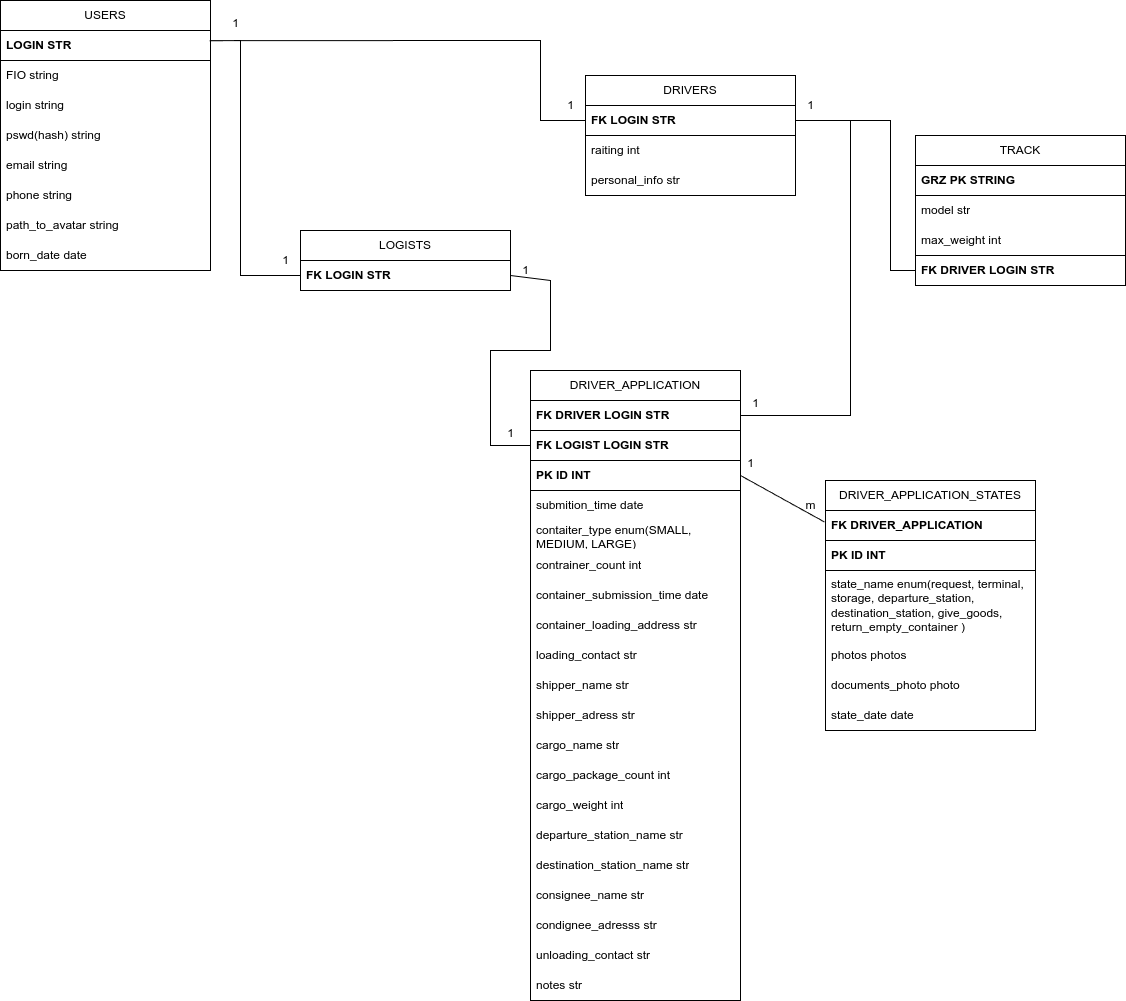 USERS
LOGIN STR
FIO string
login string
pswd(hash) string
email string
phone string
path_to_avatar string
born_date date
1
1
1
DRIVERS
FK LOGIN STR
raiting int
personal_info str
1
TRACK
GRZ PK STRING
model str
max_weight int
FK DRIVER LOGIN STR
LOGISTS
FK LOGIN STR
1
1
DRIVER_APPLICATION
FK DRIVER LOGIN STR
FK LOGIST LOGIN STR
PK ID INT
submition_time date
contaiter_type enum(SMALL,
MEDIUM, LARGE)
contrainer_count int
container_submission_time date
container_loading_address str
loading_contact str
shipper_name str
shipper_adress str
cargo_name str
cargo_package_count int
cargo_weight int
departure_station_name str
destination_station_name str
consignee_name str
condignee_adresss str
unloading_contact str
notes str
1
1
m
DRIVER_APPLICATION_STATES
FK DRIVER_APPLICATION
PK ID INT
state_name enum(request, terminal,
storage, departure_station,
destination_station, give_goods,
return_empty_container )
photos photos
documents_photo photo
state_date date